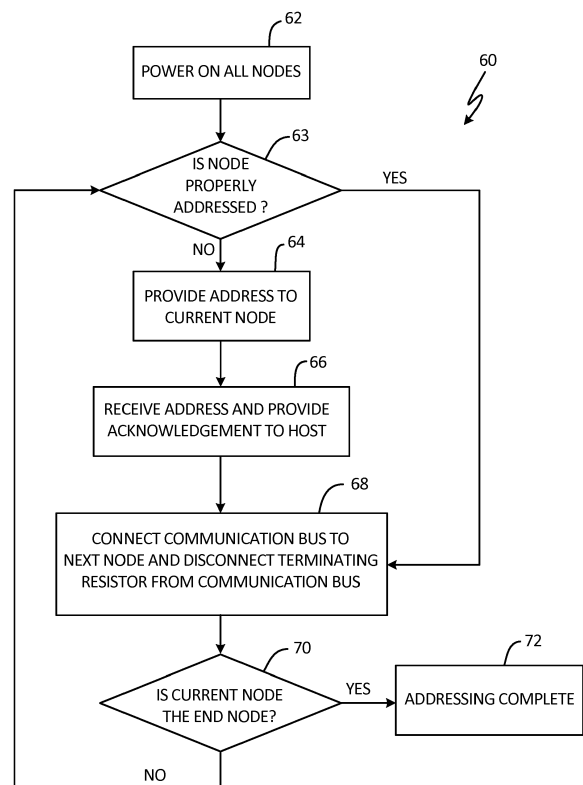 62
POWER ON ALL NODES
60
63
IS NODE
PROPERLY
ADDRESSED ?
YES
NO
64
PROVIDE ADDRESS TO
CURRENT NODE
66
RECEIVE ADDRESS AND PROVIDE
ACKNOWLEDGEMENT TO HOST
68
CONNECT COMMUNICATION BUS TO
NEXT NODE AND DISCONNECT TERMINATING
RESISTOR FROM COMMUNICATION BUS
70
IS CURRENT NODE
THE END NODE?
YES
72
ADDRESSING COMPLETE
NO